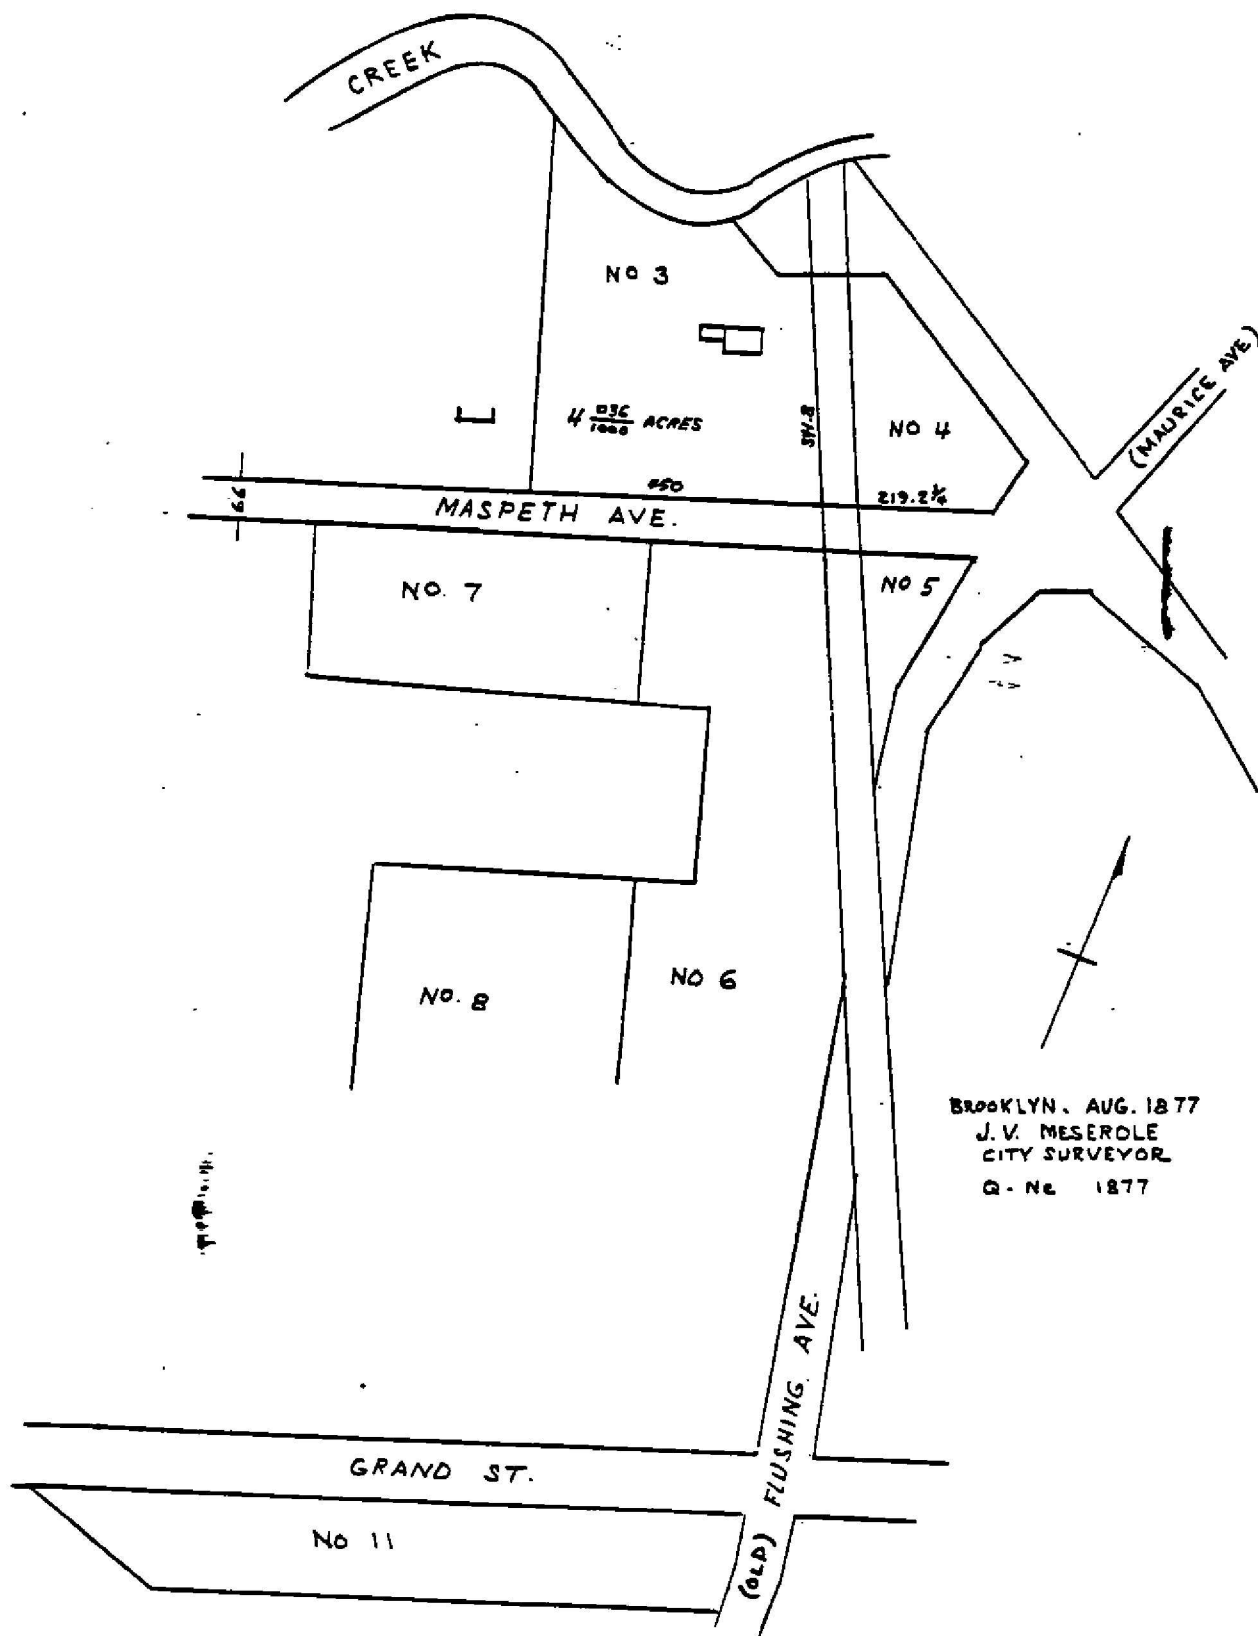 CREEK
NO 3
(MAURICE AVE)
4 036/1000 ACRES
NO 4
450
219.2¾
66
MASPETH AVE.
NO. 7
NO 5
NO 6
NO. 8
BROOKLYN. AUG. 1877
J. V. MESEROLE
CITY SURVEYOR
Q - Ne 1877
GRAND ST.
(OLD) FLUSHING AVE.
No 11